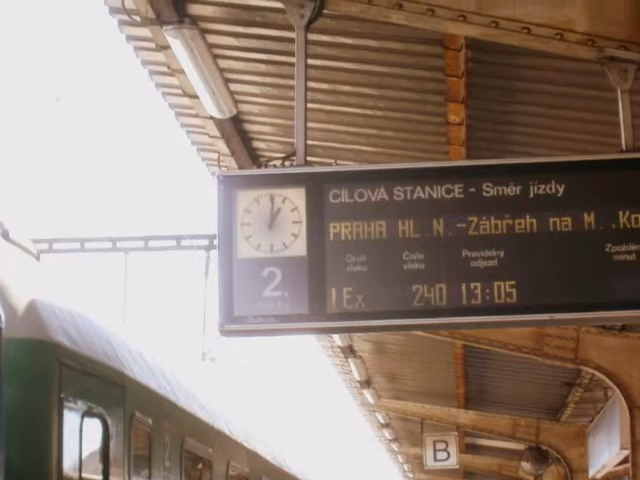 CÍLOVÁ STANICE - Směr jízdy
PRAHA HL.N.-Zábřeh na M..Ko
Druh vlaku
Číslo vlaku
Pravidelný odjezd
Zpoždění minut
2.
Ex 240 13:05
B